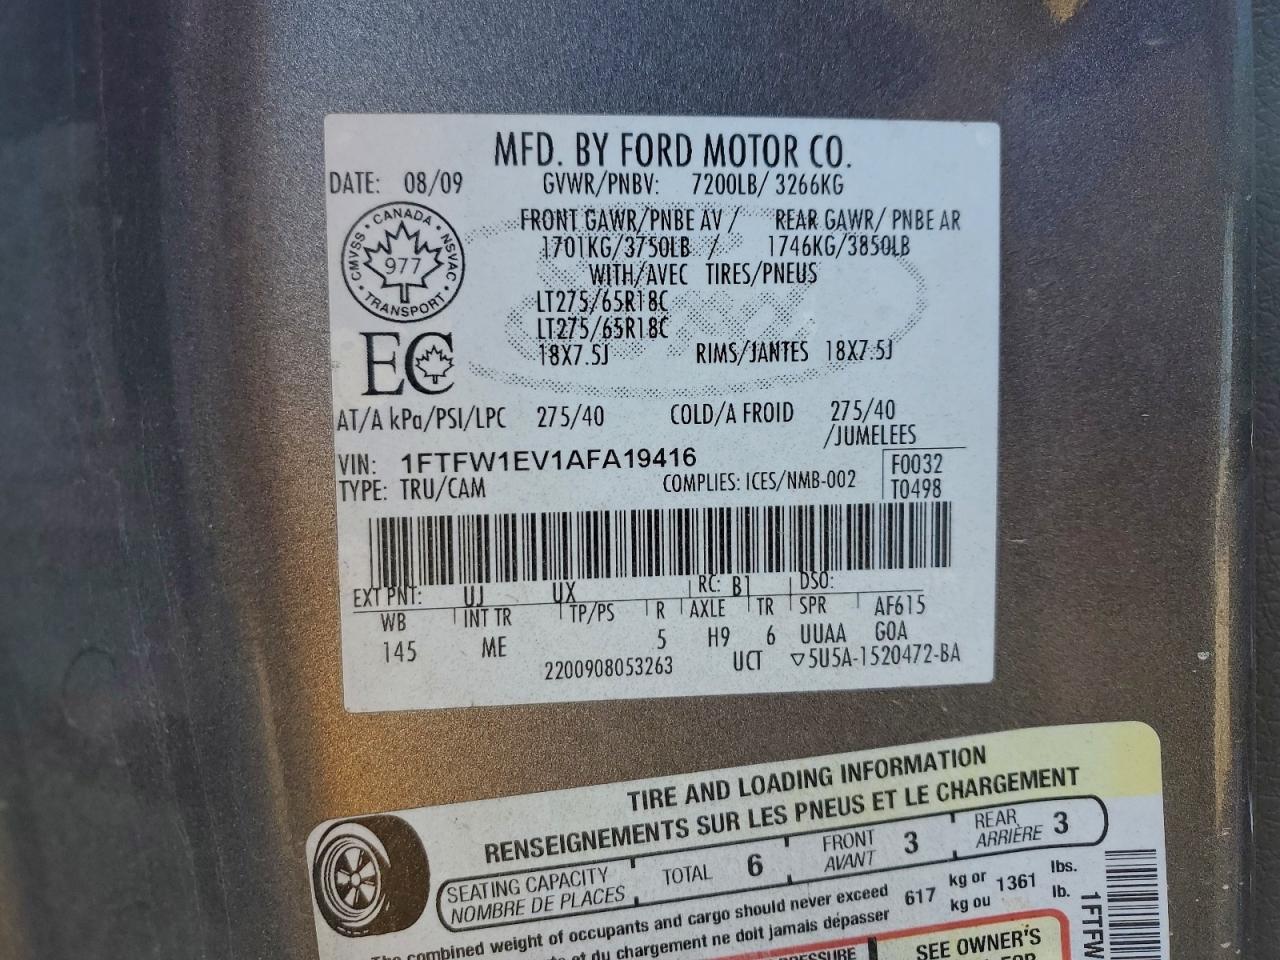 MFD. BY FORD MOTOR CO.
DATE: 08/09 GVWR/PNBV: 7200LB/ 3266KG
FRONT GAWR/PNBE AV / REAR GAWR/ PNBE AR
1701KG/3750LB / 1746KG/3850LB
WITH/AVEC TIRES/PNEUS
LT275/65R18C
LT275/65R18C
18X7.5J RIMS/JANTES 18X7.5J
CANADA
CMVSS • NSVAC
977
TRANSPORT
EC
AT/A kPa/PSI/LPC 275/40 COLD/A FROID 275/40
/JUMELEES
VIN: 1FTFW1EV1AFA19416 F0032
TYPE: TRU/CAM COMPLIES: ICES/NMB-002 T0498
EXT PNT: UJ UX RC: B1 DSO:
WB INT TR TP/PS R AXLE TR SPR AF615
145 ME 5 H9 6 UUAA GOA
2200908053263 UCT ▽5U5A-1520472-BA
TIRE AND LOADING INFORMATION
RENSEIGNEMENTS SUR LES PNEUS ET LE CHARGEMENT
SEATING CAPACITY
NOMBRE DE PLACES
TOTAL 6
FRONT
AVANT 3
REAR
ARRIÈRE 3
combined weight of occupants and cargo should never exceed
et du chargement ne doit jamais dépasser
617 kg or 1361 lbs.
kg ou lb.
SEE OWNER'S
1FTFW